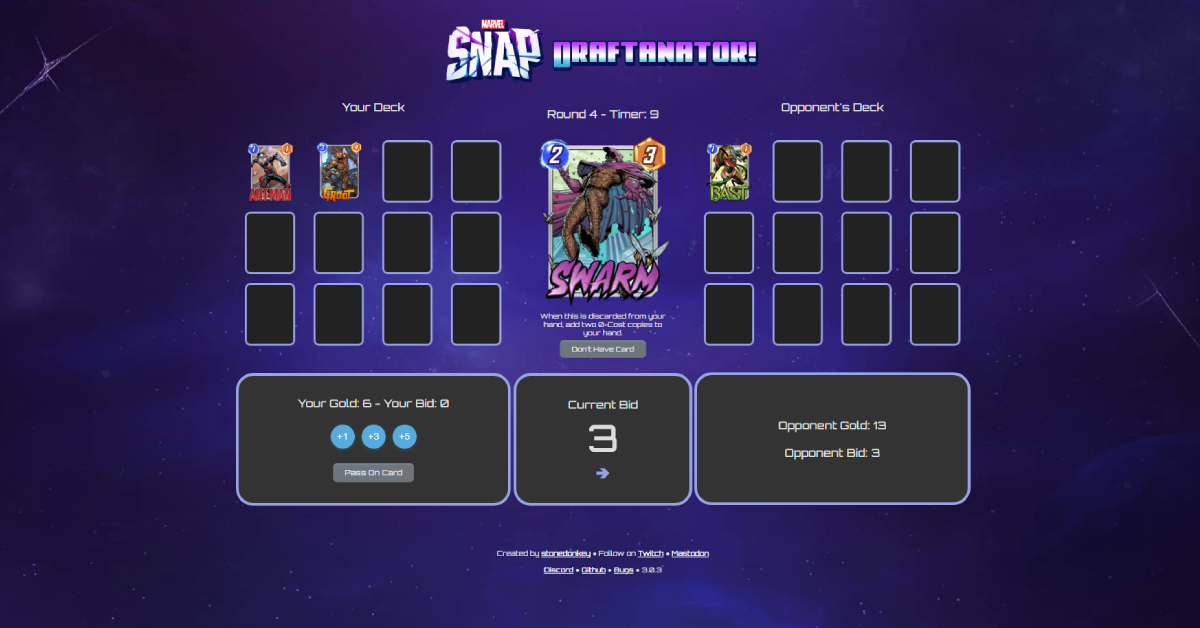 MARVEL
SNAP DRAFTANATOR!
Your Deck
Round 4 - Timer: 9
Opponent's Deck
1 1
ANT MAN
3
GROOT
2 3
SWARM
1 1
BAST
When this is discarded from your
hand, add two 0-Cost copies to
your hand.
Don't Have Card
Your Gold: 6 - Your Bid: 0
+1 +3 +5
Pass On Card
Current Bid
3
Opponent Gold: 13
Opponent Bid: 3
Created by stonedonkey • Follow on Twitch • Mastodon
Discord • Github • Bugs • 3.0.3